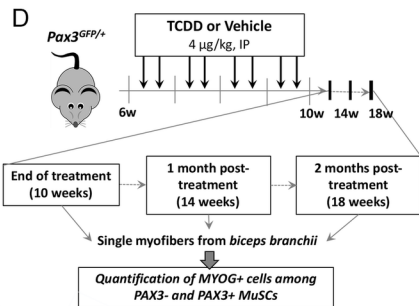 D
Pax3GFP/+
TCDD or Vehicle
4 µg/kg, IP
6w
10w
14w
18w
End of treatment
(10 weeks)
1 month post-
treatment
(14 weeks)
2 months post-
treatment
(18 weeks)
Single myofibers from biceps branchii
Quantification of MYOG+ cells among
PAX3- and PAX3+ MuSCs